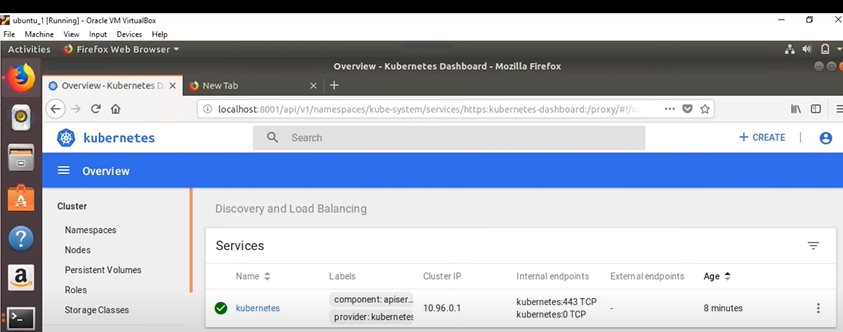 ubuntu_1 [Running] - Oracle VM VirtualBox
File Machine View Input Devices Help
Activities Firefox Web Browser
Overview - Kubernetes Dashboard - Mozilla Firefox
Overview - Kubernetes D New Tab
localhost:8001/api/v1/namespaces/kube-system/services/https:kubernetes-dashboard:/proxy/#!/
kubernetes Search + CREATE
Overview
Cluster
Namespaces
Nodes
Persistent Volumes
Roles
Storage Classes
Discovery and Load Balancing
Services
Name Labels Cluster IP Internal endpoints External endpoints Age
kubernetes component: apiser... 10.96.0.1 kubernetes:443 TCP - 8 minutes
provider: kubernetes kubernetes:0 TCP